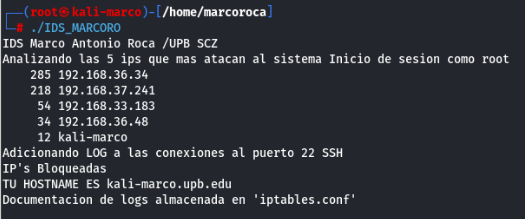 ┌──(root㉿kali-marco)-[/home/marcoroca]
└─# ./IDS_MARCORO
IDS Marco Antonio Roca /UPB SCZ
Analizando las 5 ips que mas atacan al sistema Inicio de sesion como root
    285 192.168.36.34
    218 192.168.37.241
     54 192.168.33.183
     34 192.168.36.48
     12 kali-marco
Adicionando LOG a las conexiones al puerto 22 SSH
IP's Bloqueadas
TU HOSTNAME ES kali-marco.upb.edu
Documentacion de logs almacenada en 'iptables.conf'